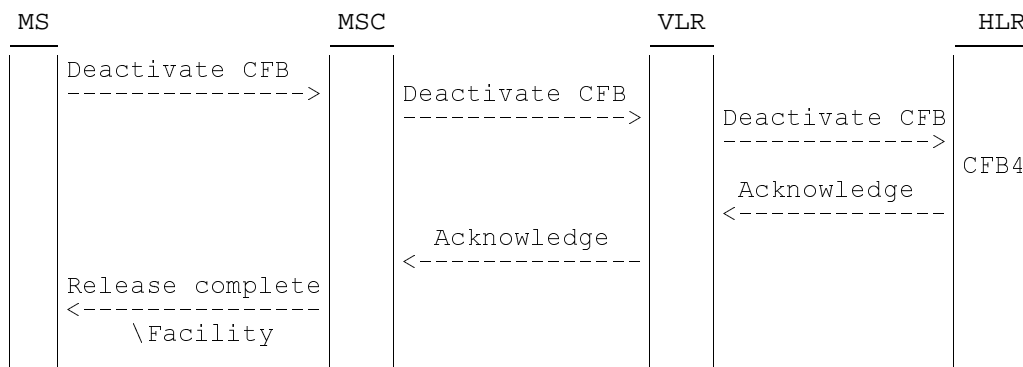 MS MSC VLR HLR
Deactivate CFB
--------------->
Deactivate CFB
-------------->
Deactivate CFB
------------->
CFB4
Acknowledge
<-------------
Acknowledge
<--------------
Release complete
<---------------
\Facility